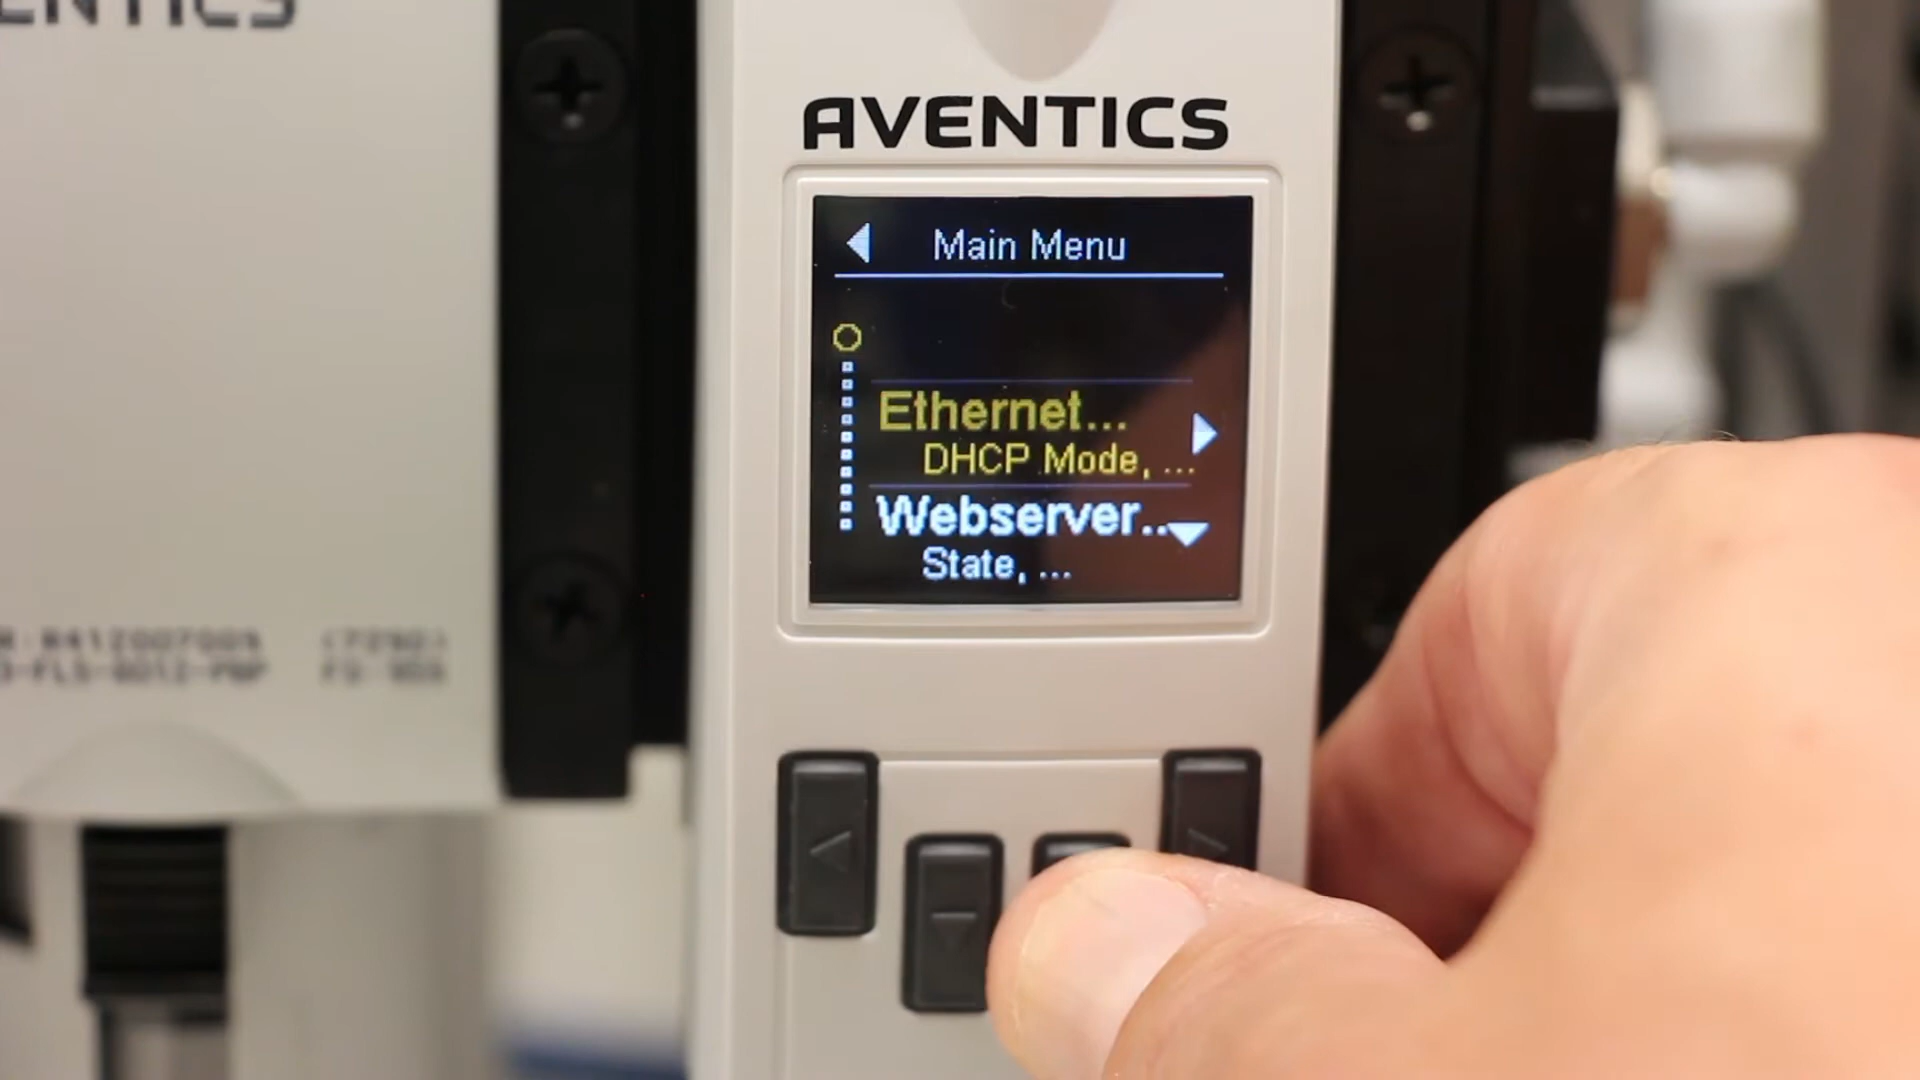 AVENTICS
Main Menu
Ethernet...
DHCP Mode, ...
Webserver...
State, ...